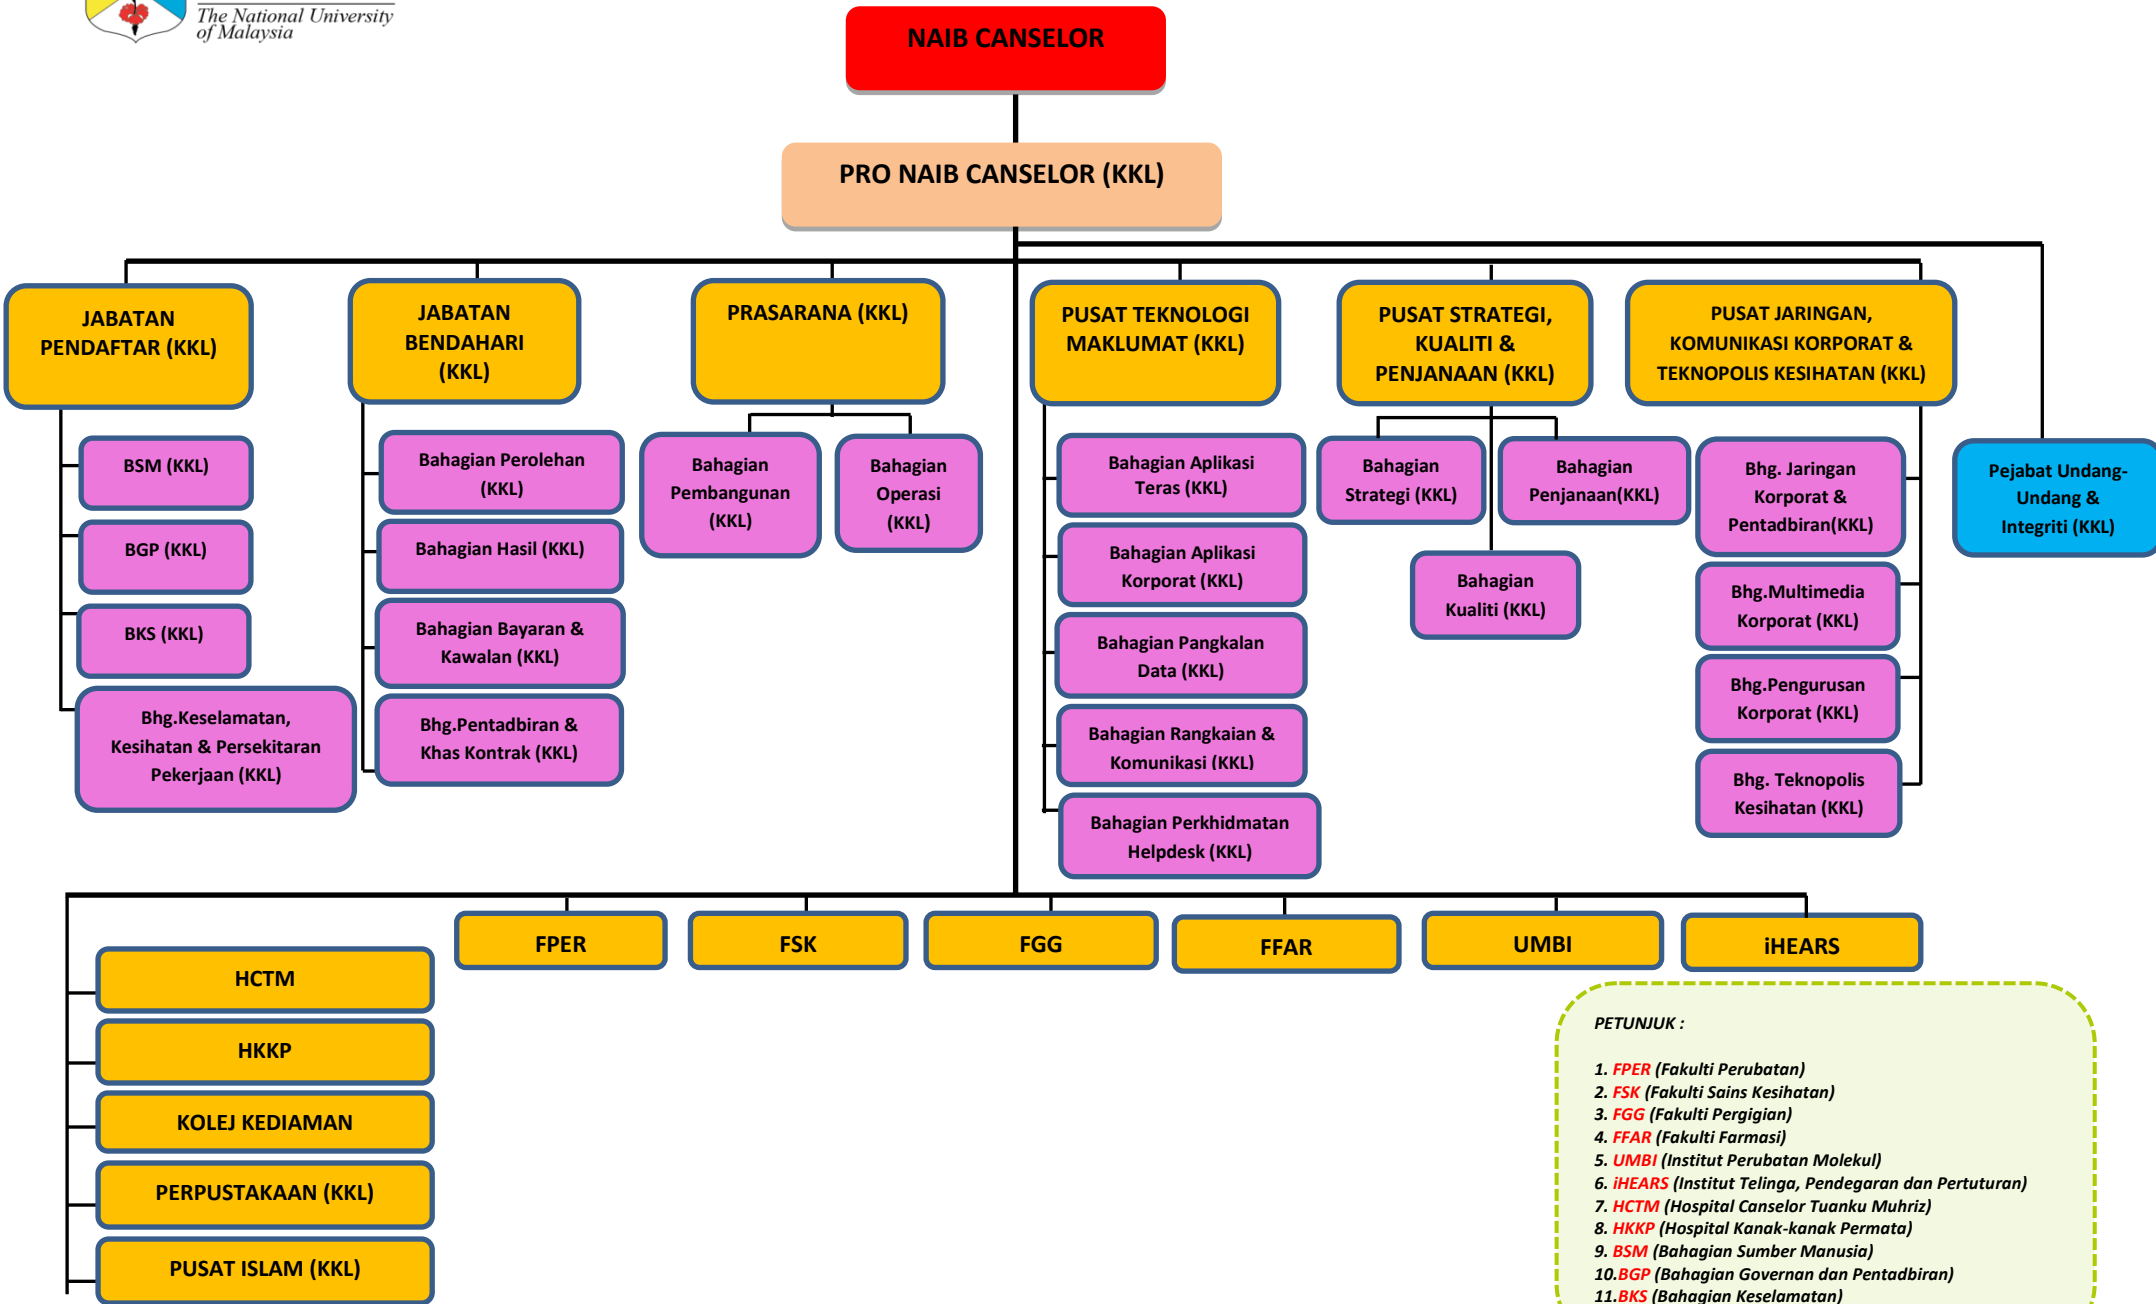 The National University
of Malaysia
NAIB CANSELOR
PRO NAIB CANSELOR (KKL)
JABATAN
PENDAFTAR (KKL)
BSM (KKL)
BGP (KKL)
BKS (KKL)
Bhg.Keselamatan,
Kesihatan & Persekitaran
Pekerjaan (KKL)
JABATAN
BENDAHARI
(KKL)
Bahagian Perolehan
(KKL)
Bahagian Hasil (KKL)
Bahagian Bayaran &
Kawalan (KKL)
Bhg.Pentadbiran &
Khas Kontrak (KKL)
PRASARANA (KKL)
Bahagian
Pembangunan
(KKL)
Bahagian
Operasi
(KKL)
PUSAT TEKNOLOGI
MAKLUMAT (KKL)
Bahagian Aplikasi
Teras (KKL)
Bahagian Aplikasi
Korporat (KKL)
Bahagian Pangkalan
Data (KKL)
Bahagian Rangkaian &
Komunikasi (KKL)
Bahagian Perkhidmatan
Helpdesk (KKL)
PUSAT STRATEGI,
KUALITI &
PENJANAAN (KKL)
Bahagian
Strategi (KKL)
Bahagian
Penjanaan(KKL)
Bahagian
Kualiti (KKL)
PUSAT JARINGAN,
KOMUNIKASI KORPORAT &
TEKNOPOLIS KESIHATAN (KKL)
Bhg. Jaringan
Korporat &
Pentadbiran(KKL)
Bhg.Multimedia
Korporat (KKL)
Bhg.Pengurusan
Korporat (KKL)
Bhg. Teknopolis
Kesihatan (KKL)
Pejabat Undang-
Undang &
Integriti (KKL)
FPER
FSK
FGG
FFAR
UMBI
iHEARS
HCTM
HKKP
KOLEJ KEDIAMAN
PERPUSTAKAAN (KKL)
PUSAT ISLAM (KKL)
PETUNJUK :
1. FPER (Fakulti Perubatan)
2. FSK (Fakulti Sains Kesihatan)
3. FGG (Fakulti Pergigian)
4. FFAR (Fakulti Farmasi)
5. UMBI (Institut Perubatan Molekul)
6. iHEARS (Institut Telinga, Pendegaran dan Pertuturan)
7. HCTM (Hospital Canselor Tuanku Muhriz)
8. HKKP (Hospital Kanak-kanak Permata)
9. BSM (Bahagian Sumber Manusia)
10.BGP (Bahagian Governan dan Pentadbiran)
11.BKS (Bahagian Keselamatan)